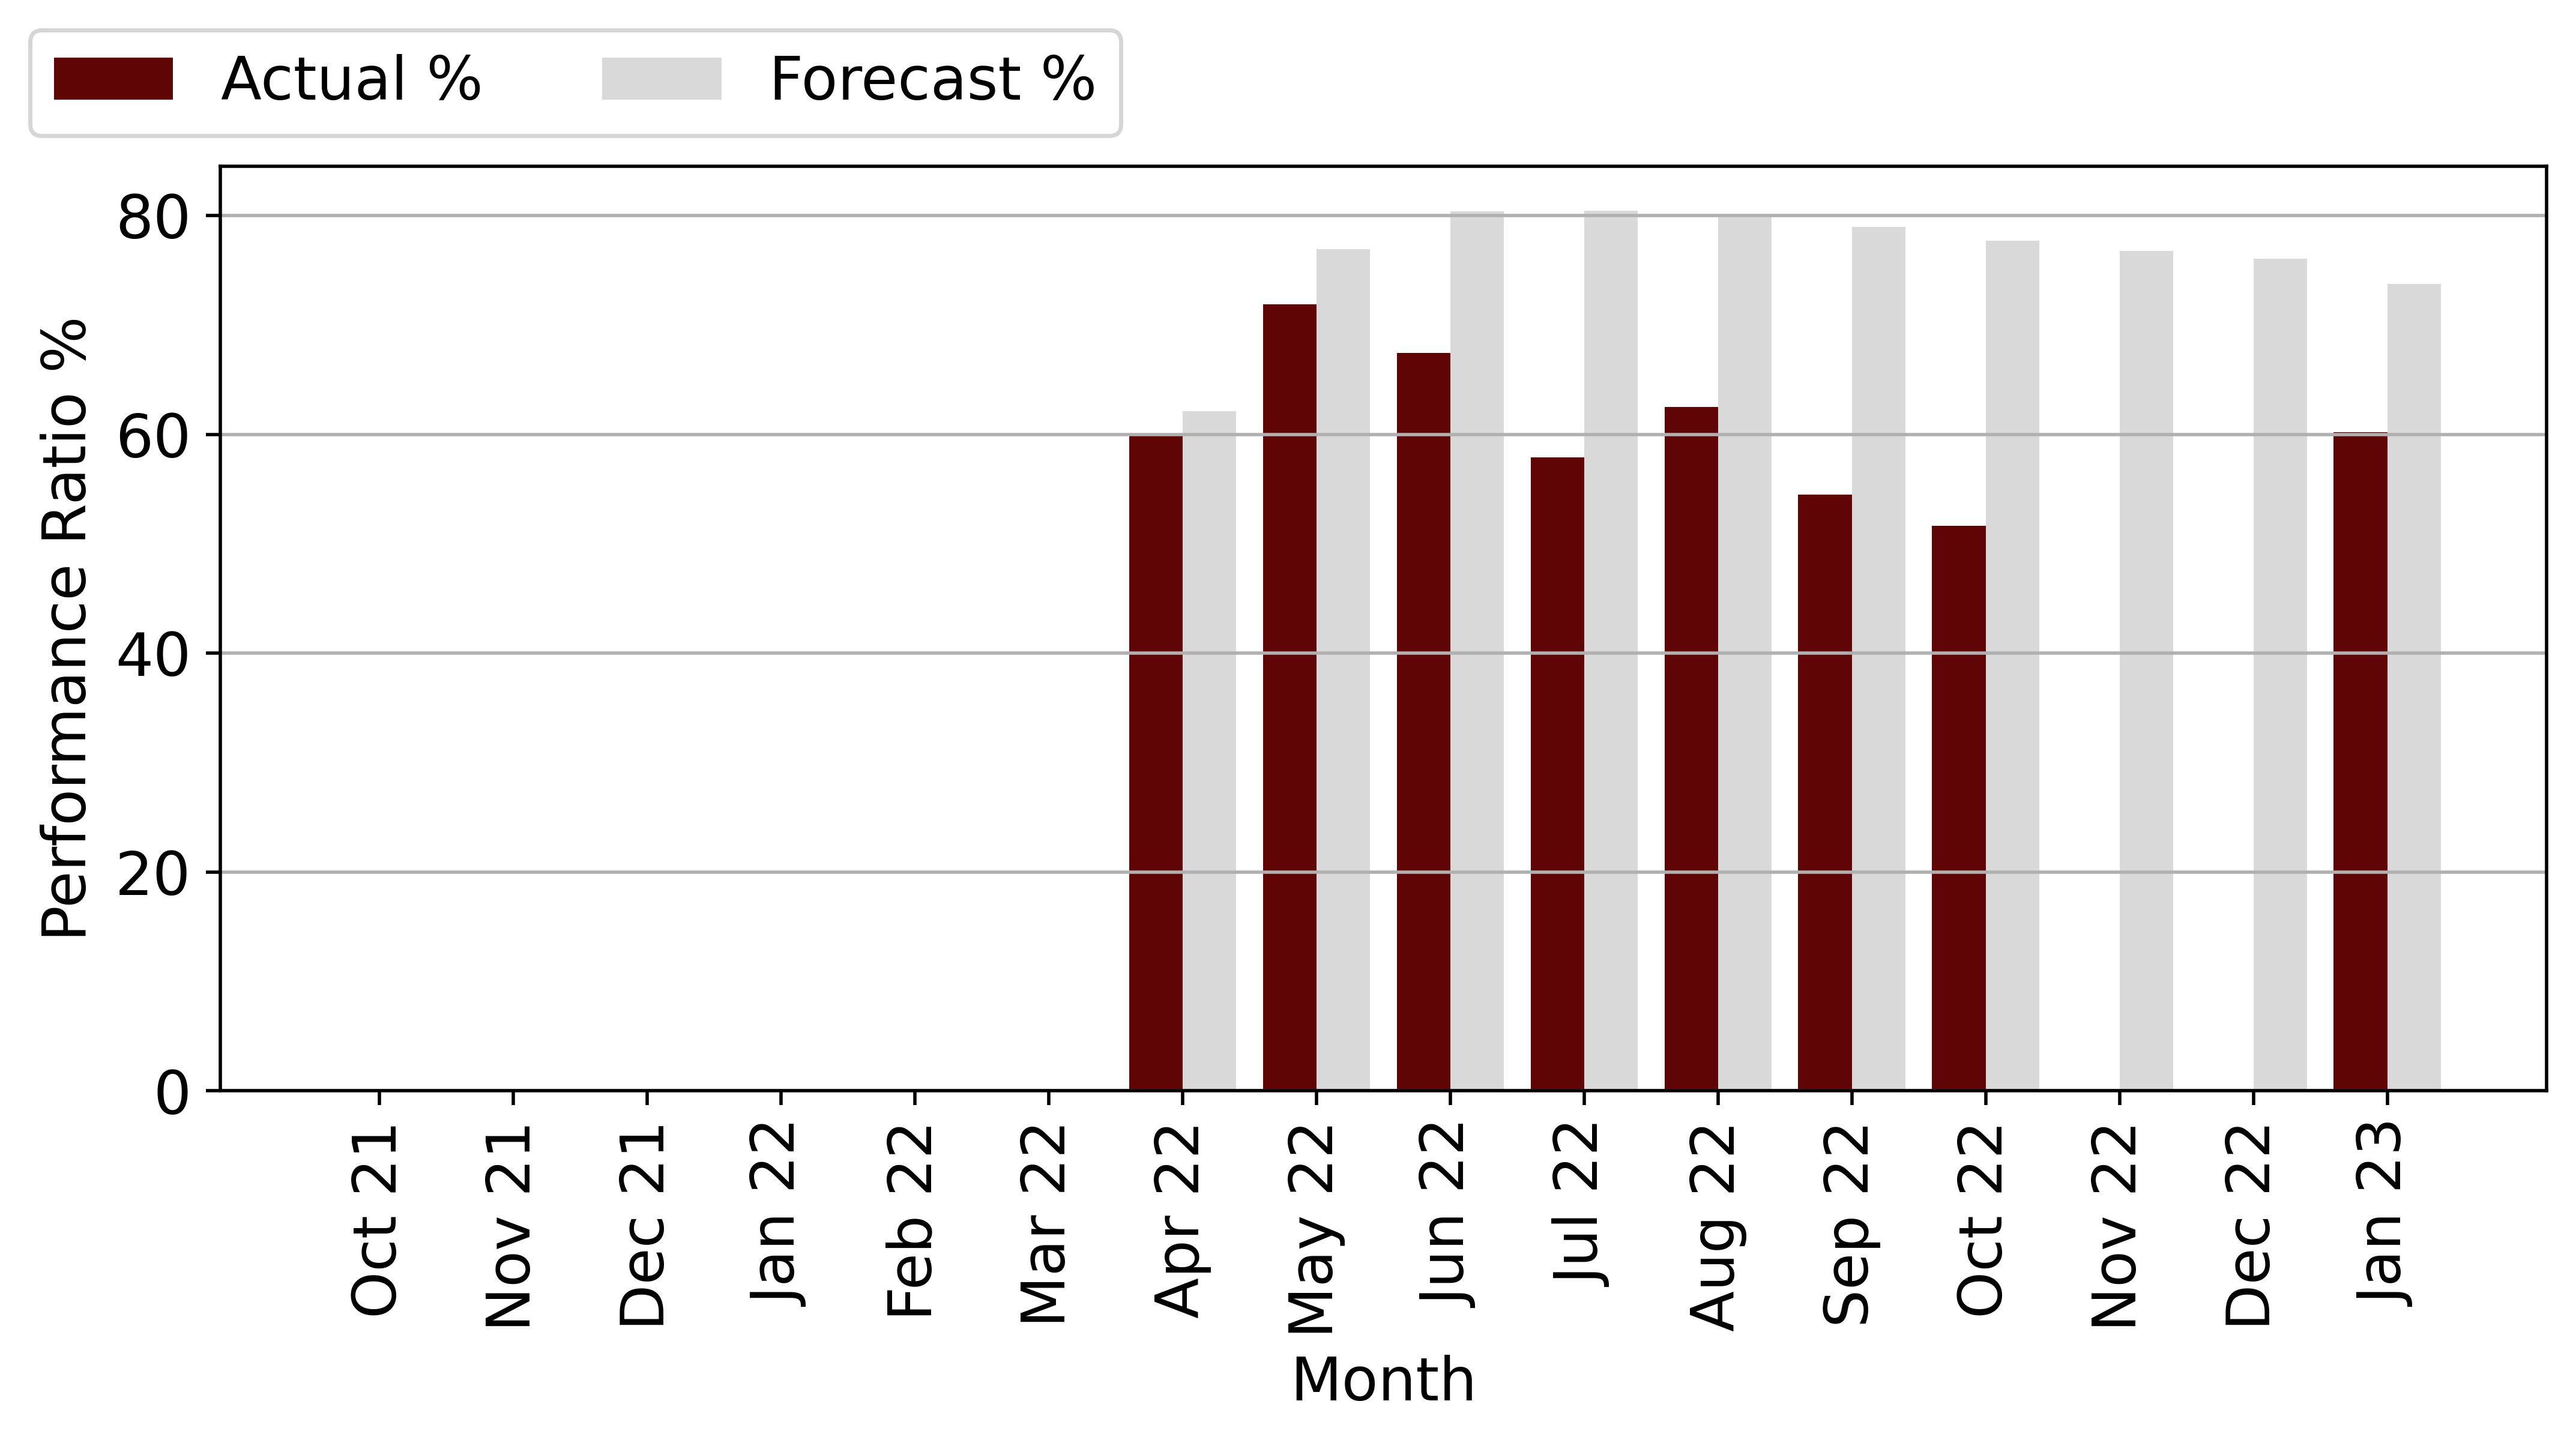 Actual % Forecast %
Performance Ratio %
80
60
40
20
0
Oct 21
Nov 21
Dec 21
Jan 22
Feb 22
Mar 22
Apr 22
May 22
Jun 22
Jul 22
Aug 22
Sep 22
Oct 22
Nov 22
Dec 22
Jan 23
Month